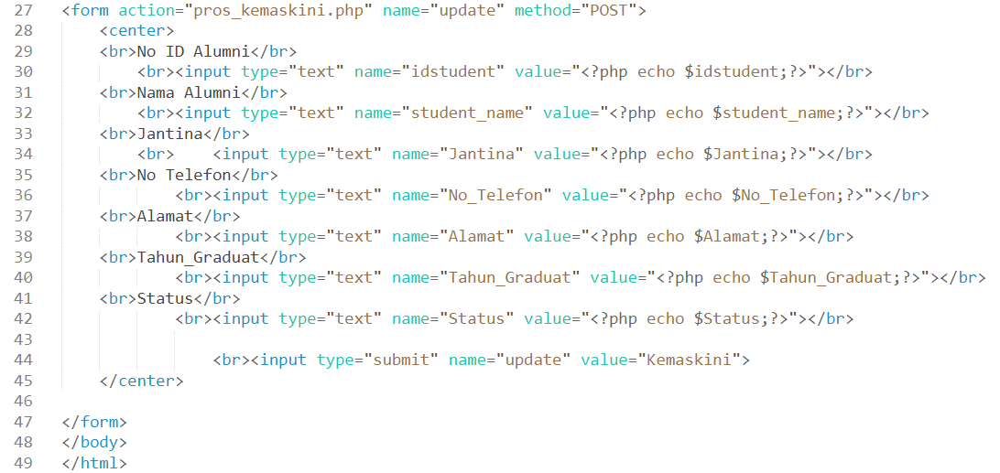 27 <form action="pros_kemaskini.php" name="update" method="POST">
28 <center>
29 <br>No ID Alumni</br>
30 <br><input type="text" name="idstudent" value="<?php echo $idstudent;?>"></br>
31 <br>Nama Alumni</br>
32 <br><input type="text" name="student_name" value="<?php echo $student_name;?>"></br>
33 <br>Jantina</br>
34 <br>    <input type="text" name="Jantina" value="<?php echo $Jantina;?>"></br>
35 <br>No Telefon</br>
36 <br><input type="text" name="No_Telefon" value="<?php echo $No_Telefon;?>"></br>
37 <br>Alamat</br>
38 <br><input type="text" name="Alamat" value="<?php echo $Alamat;?>"></br>
39 <br>Tahun_Graduat</br>
40 <br><input type="text" name="Tahun_Graduat" value="<?php echo $Tahun_Graduat;?>"></br>
41 <br>Status</br>
42 <br><input type="text" name="Status" value="<?php echo $Status;?>"></br>
43
44 <br><input type="submit" name="update" value="Kemaskini">
45 </center>
46
47 </form>
48 </body>
49 </html>